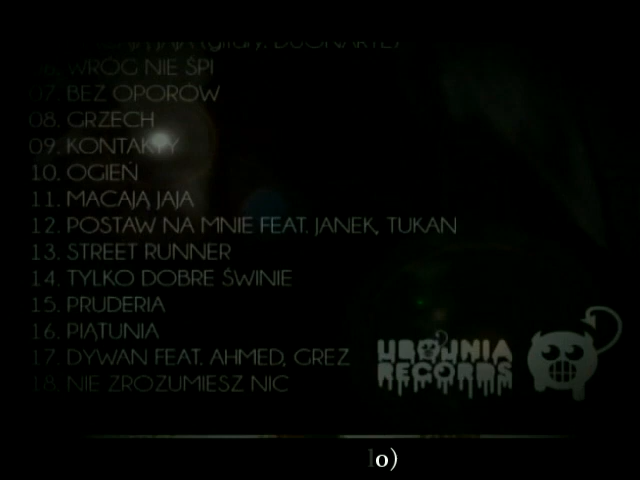 06. WRÓG NIE ŚPI
07. BEZ OPORÓW
08. GRZECH
09. KONTAKTY
10. OGIEŃ
11. MACAJĄ JAJA
12. POSTAW NA MNIE FEAT. JANEK, TUKAN
13. STREET RUNNER
14. TYLKO DOBRE ŚWINIE
15. PRUDERIA
16. PIĄTUNIA
17. DYWAN FEAT. AHMED, GREZ
18. NIE ZROZUMIESZ NIC
UBOJNIA
RECORDS
lo)